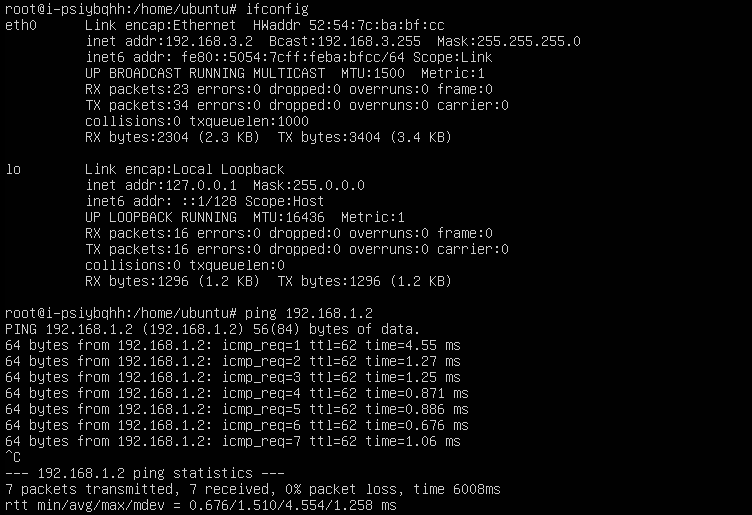 root@i-psiybqhh:/home/ubuntu# ifconfig
eth0      Link encap:Ethernet  HWaddr 52:54:7c:ba:bf:cc
          inet addr:192.168.3.2  Bcast:192.168.3.255  Mask:255.255.255.0
          inet6 addr: fe80::5054:7cff:feba:bfcc/64 Scope:Link
          UP BROADCAST RUNNING MULTICAST  MTU:1500  Metric:1
          RX packets:23 errors:0 dropped:0 overruns:0 frame:0
          TX packets:34 errors:0 dropped:0 overruns:0 carrier:0
          collisions:0 txqueuelen:1000
          RX bytes:2304 (2.3 KB)  TX bytes:3404 (3.4 KB)

lo        Link encap:Local Loopback
          inet addr:127.0.0.1  Mask:255.0.0.0
          inet6 addr: ::1/128 Scope:Host
          UP LOOPBACK RUNNING  MTU:16436  Metric:1
          RX packets:16 errors:0 dropped:0 overruns:0 frame:0
          TX packets:16 errors:0 dropped:0 overruns:0 carrier:0
          collisions:0 txqueuelen:0
          RX bytes:1296 (1.2 KB)  TX bytes:1296 (1.2 KB)

root@i-psiybqhh:/home/ubuntu# ping 192.168.1.2
PING 192.168.1.2 (192.168.1.2) 56(84) bytes of data.
64 bytes from 192.168.1.2: icmp_req=1 ttl=62 time=4.55 ms
64 bytes from 192.168.1.2: icmp_req=2 ttl=62 time=1.27 ms
64 bytes from 192.168.1.2: icmp_req=3 ttl=62 time=1.25 ms
64 bytes from 192.168.1.2: icmp_req=4 ttl=62 time=0.871 ms
64 bytes from 192.168.1.2: icmp_req=5 ttl=62 time=0.886 ms
64 bytes from 192.168.1.2: icmp_req=6 ttl=62 time=0.676 ms
64 bytes from 192.168.1.2: icmp_req=7 ttl=62 time=1.06 ms
^C
--- 192.168.1.2 ping statistics ---
7 packets transmitted, 7 received, 0% packet loss, time 6008ms
rtt min/avg/max/mdev = 0.676/1.510/4.554/1.258 ms